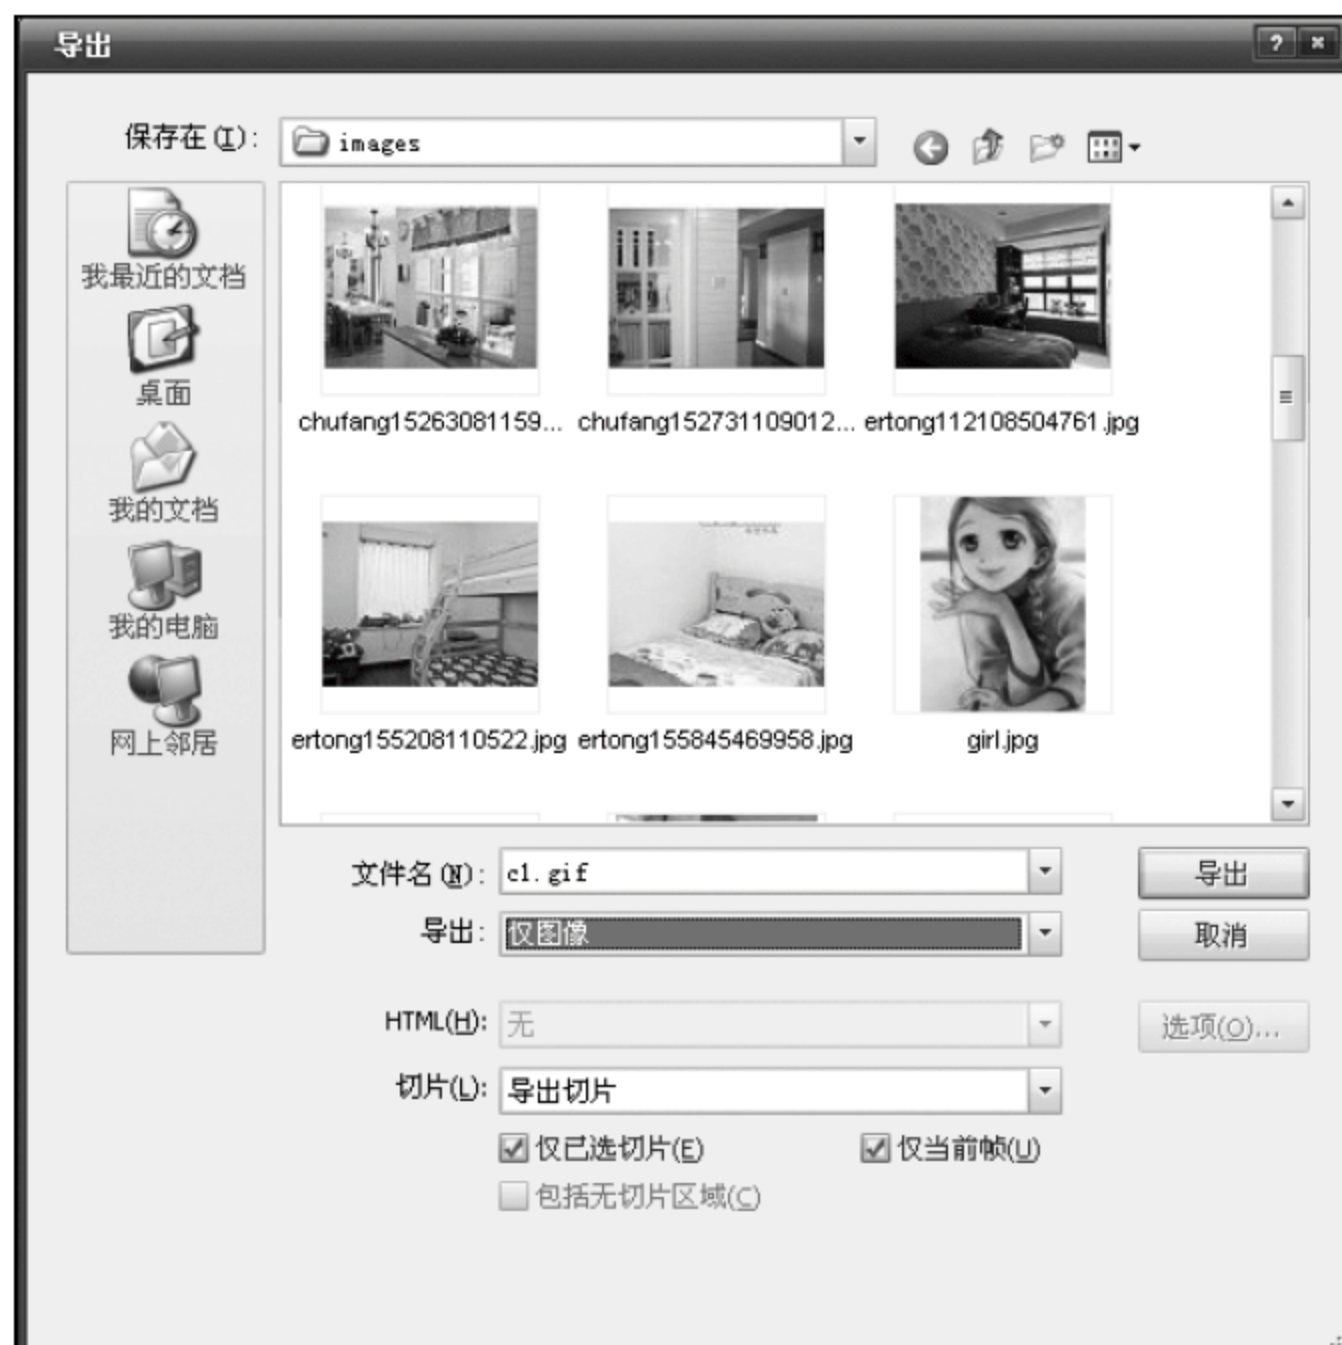 导出
保存在(I):
images
我最近的文档
桌面
我的文档
我的电脑
网上邻居
chufang15263081159...
chufang152731109012...
ertong112108504761.jpg
ertong155208110522.jpg
ertong155845469958.jpg
girl.jpg
文件名(N):
c1.gif
导出
导出:
仅图像
取消
HTML(H):
无
选项(O)...
切片(L):
导出切片
仅已选切片(E)
仅当前帧(U)
包括无切片区域(C)